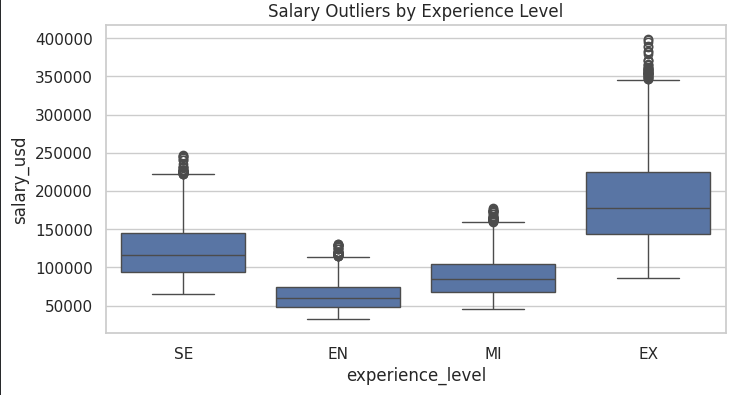 Salary Outliers by Experience Level
salary_usd
400000
350000
300000
250000
200000
150000
100000
50000
SE EN MI EX
experience_level